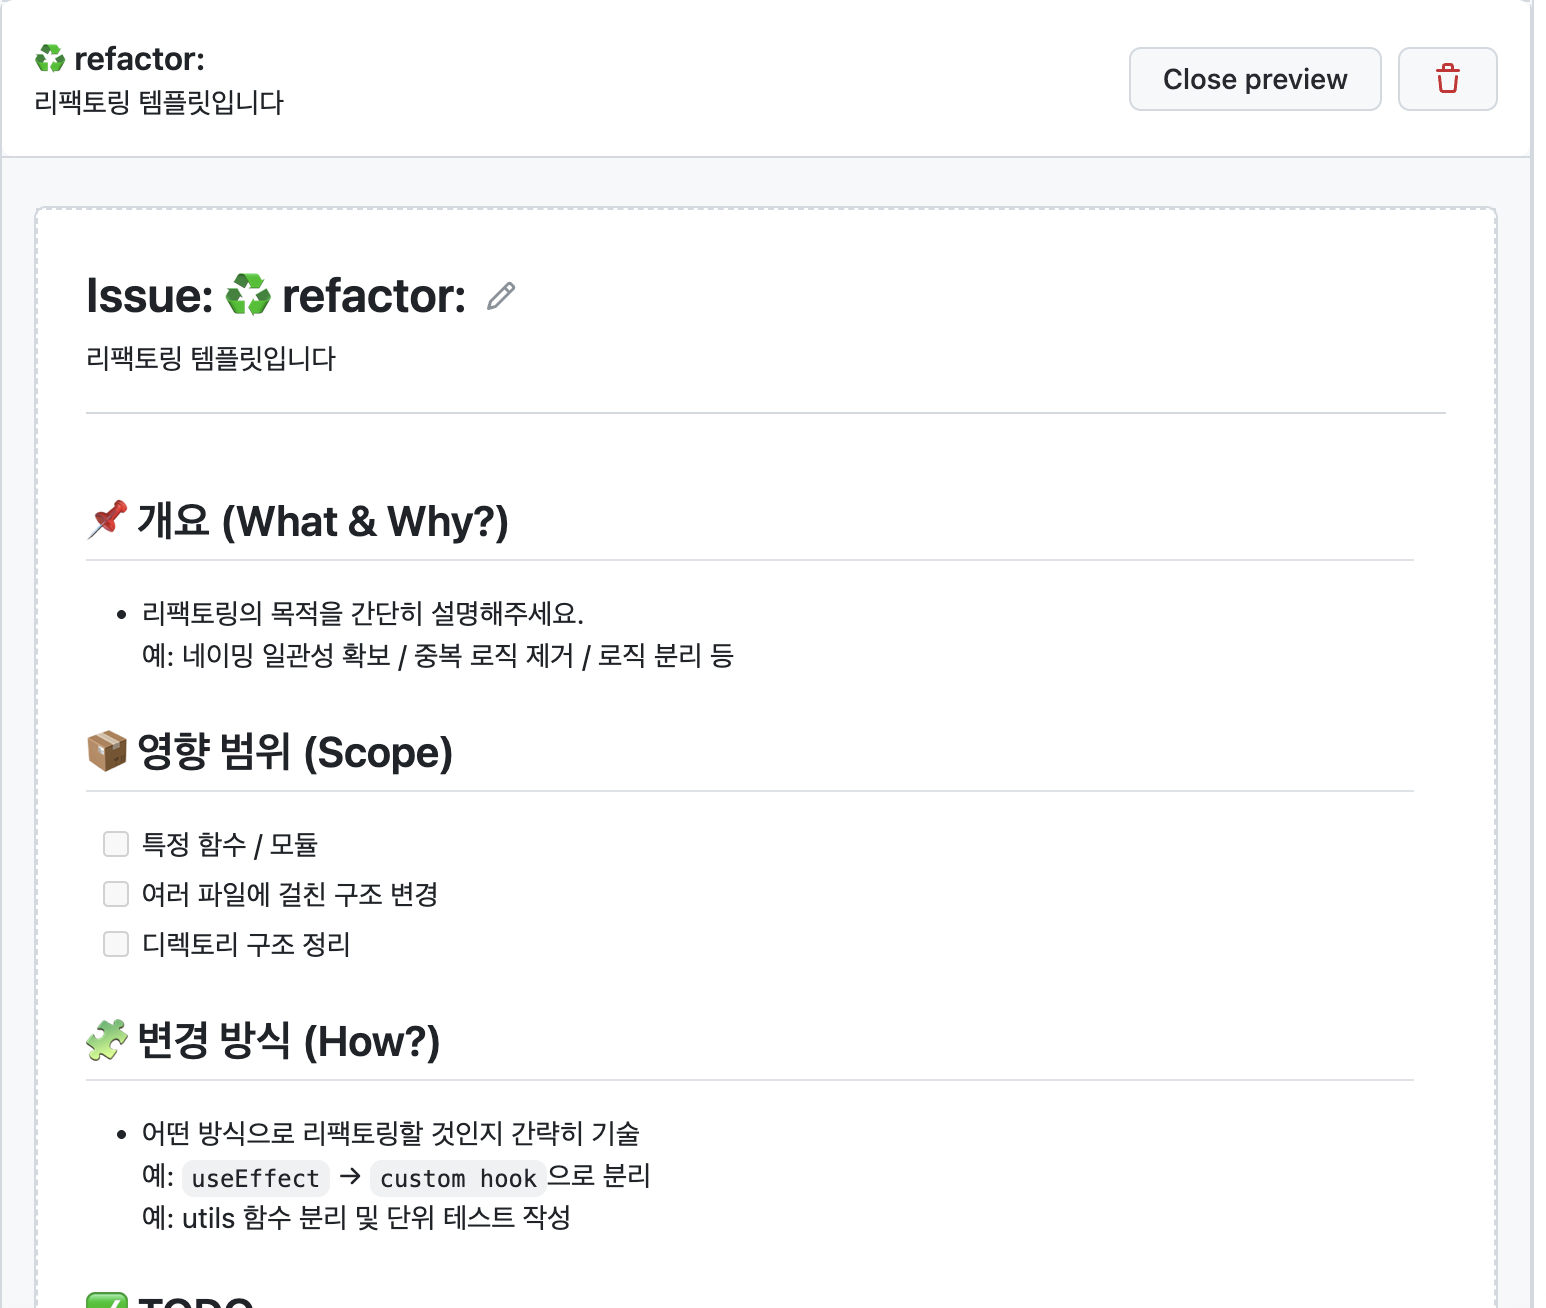 ♻️ refactor:
리팩토링 템플릿입니다
Close preview
Issue: ♻️ refactor:
리팩토링 템플릿입니다
📌 개요 (What & Why?)
• 리팩토링의 목적을 간단히 설명해주세요.
예: 네이밍 일관성 확보 / 중복 로직 제거 / 로직 분리 등
📦 영향 범위 (Scope)
특정 함수 / 모듈
여러 파일에 걸친 구조 변경
디렉토리 구조 정리
🧩 변경 방식 (How?)
• 어떤 방식으로 리팩토링할 것인지 간략히 기술
예: useEffect → custom hook으로 분리
예: utils 함수 분리 및 단위 테스트 작성
✅ TODO